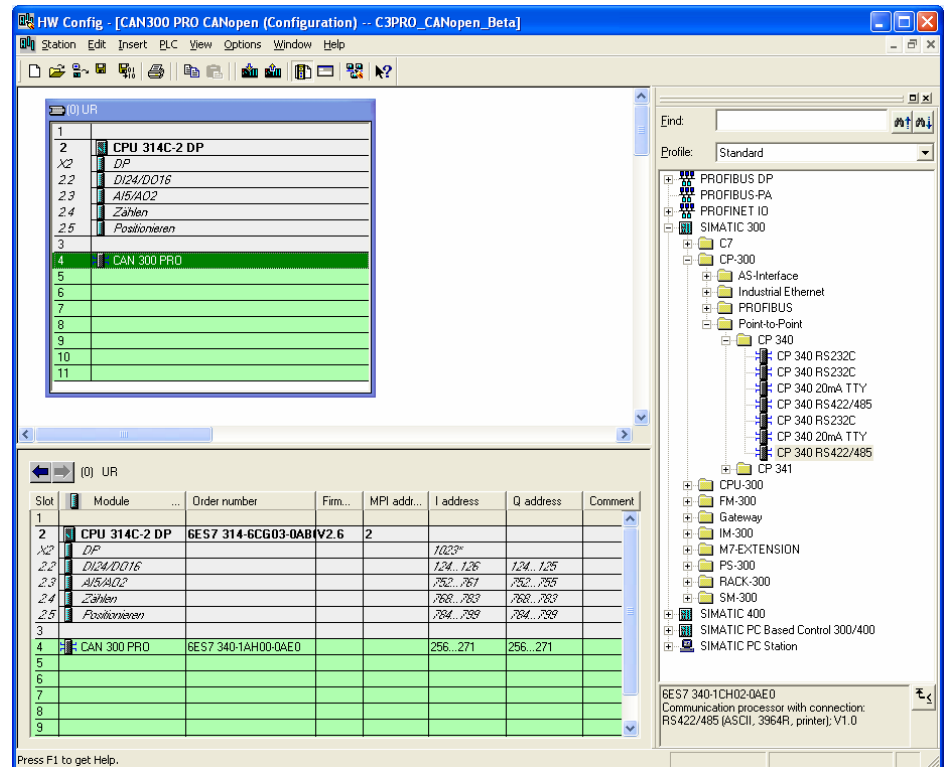 HW Config - [CAN300 PRO CANopen (Configuration) -- C3PRO_CANopen_Beta]
Station Edit Insert PLC View Options Window Help
(0) UR
1
2 CPU 314C-2 DP
X2 DP
2.2 DI24/DO16
2.3 AI5/AO2
2.4 Zählen
2.5 Positionieren
3
4 CAN 300 PRO
5
6
7
8
9
10
11
(0) UR
Slot Module ... Order number Firm... MPI addr... I address Q address Comment
1
2 CPU 314C-2 DP 6ES7 314-6CG03-0AB V2.6 2
X2 DP 1023*
2.2 DI24/DO16 124...126 124...125
2.3 AI5/AO2 752...761 752...755
2.4 Zählen 768...783 768...783
2.5 Positionieren 784...799 784...799
3
4 CAN 300 PRO 6ES7 340-1AH00-0AE0 256...271 256...271
5
6
7
8
9
Find:
Profile: Standard
PROFIBUS DP
PROFIBUS-PA
PROFINET IO
SIMATIC 300
C7
CP-300
AS-Interface
Industrial Ethernet
PROFIBUS
Point-to-Point
CP 340
CP 340 RS232C
CP 340 RS232C
CP 340 20mA TTY
CP 340 RS422/485
CP 340 RS232C
CP 340 20mA TTY
CP 340 RS422/485
CP 341
CPU-300
FM-300
Gateway
IM-300
M7-EXTENSION
PS-300
RACK-300
SM-300
SIMATIC 400
SIMATIC PC Based Control 300/400
SIMATIC PC Station
6ES7 340-1CH02-0AE0
Communication processor with connection:
RS422/485 (ASCII, 3964R, printer); V1.0
Press F1 to get Help.